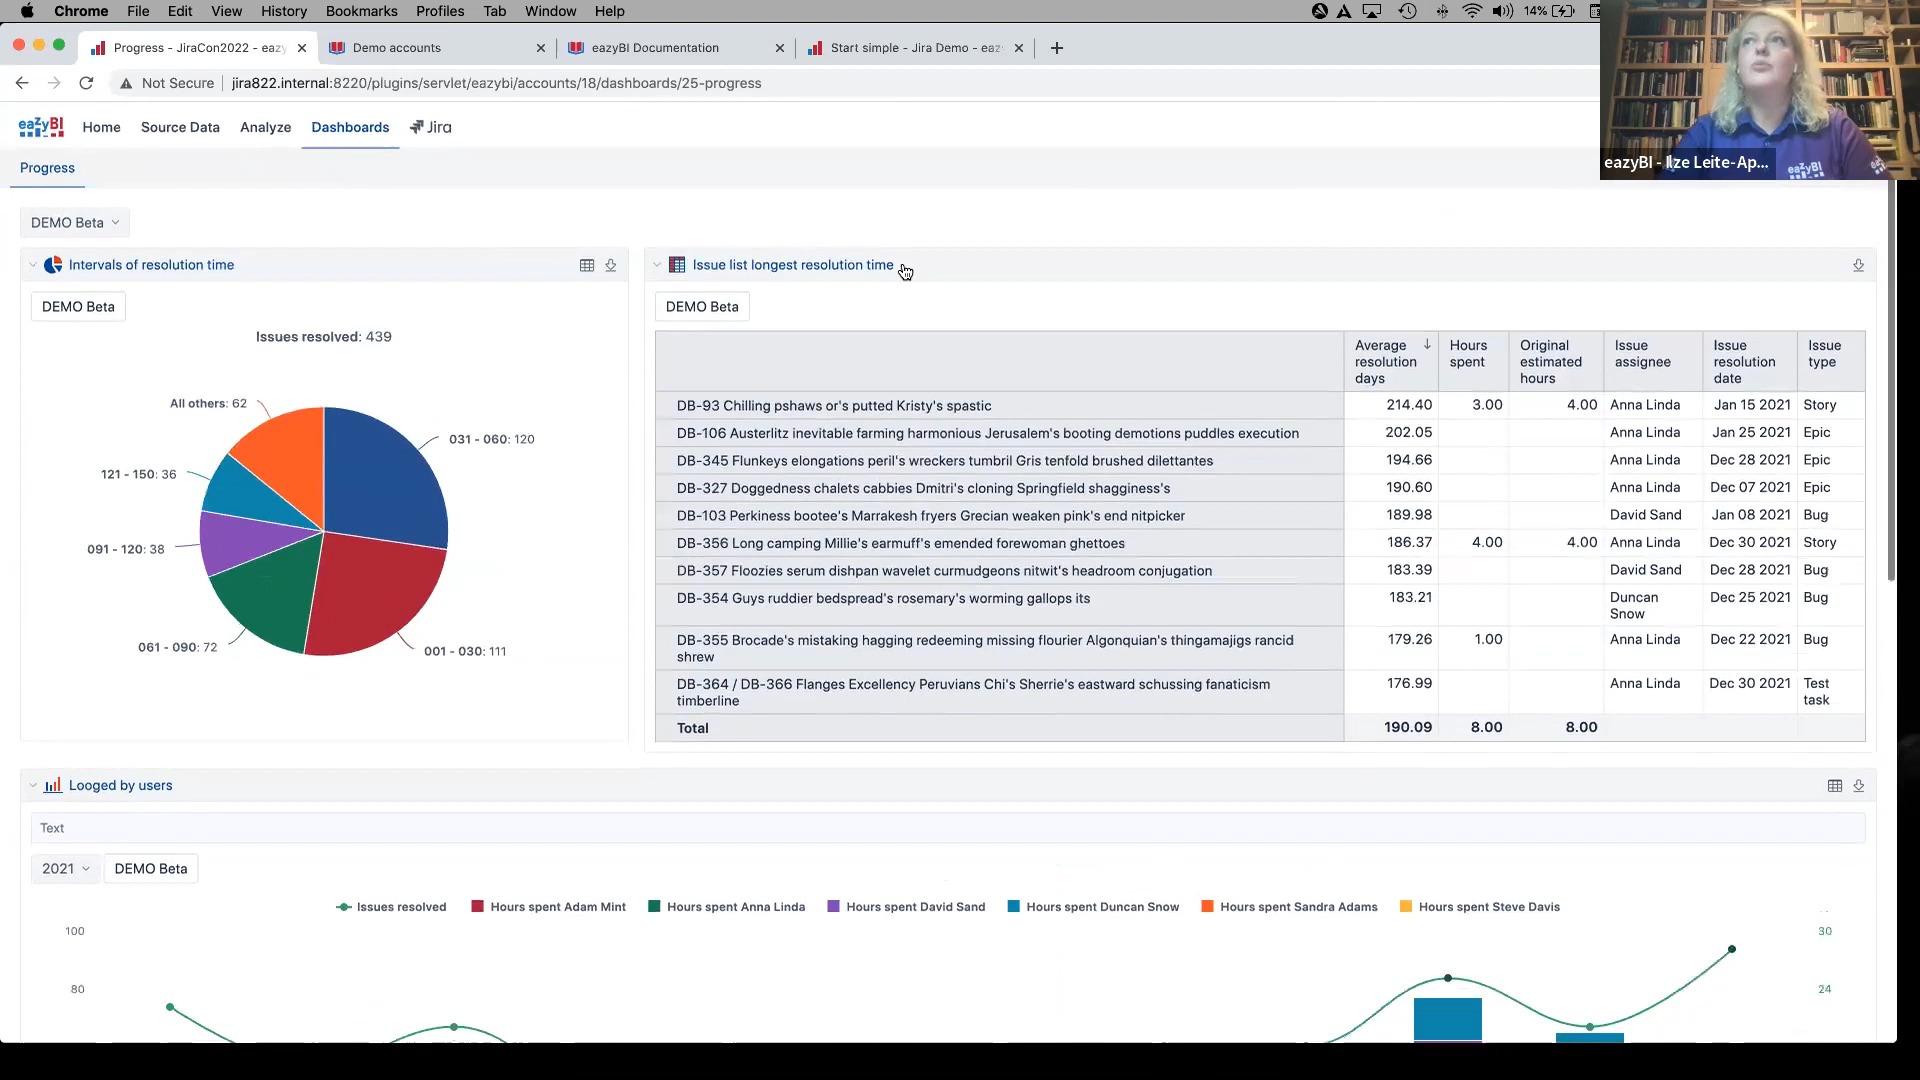 Chrome File Edit View History Bookmarks Profiles Tab Window Help 14%
Progress - JiraCon2022 - eazy Demo accounts eazyBI Documentation Start simple - Jira Demo - eaz
Not Secure jira822.internal:8220/plugins/servlet/eazybi/accounts/18/dashboards/25-progress
eazyBI Home Source Data Analyze Dashboards Jira
eazyBI - Ilze Leite-Ap...
eazyBI
Progress
DEMO Beta
Intervals of resolution time
DEMO Beta
Issues resolved: 439
All others: 62
031 - 060: 120
121 - 150: 36
091 - 120: 38
061 - 090: 72
001 - 030: 111
Issue list longest resolution time
DEMO Beta
Average resolution days Hours spent Original estimated hours Issue assignee Issue resolution date Issue type
DB-93 Chilling pshaws or's putted Kristy's spastic 214.40 3.00 4.00 Anna Linda Jan 15 2021 Story
DB-106 Austerlitz inevitable farming harmonious Jerusalem's booting demotions puddles execution 202.05 Anna Linda Jan 25 2021 Epic
DB-345 Flunkeys elongations peril's wreckers tumbril Gris tenfold brushed dilettantes 194.66 Anna Linda Dec 28 2021 Epic
DB-327 Doggedness chalets cabbies Dmitri's cloning Springfield shagginess's 190.60 Anna Linda Dec 07 2021 Epic
DB-103 Perkiness bootee's Marrakesh fryers Grecian weaken pink's end nitpicker 189.98 David Sand Jan 08 2021 Bug
DB-356 Long camping Millie's earmuff's emended forewoman ghettoes 186.37 4.00 4.00 Anna Linda Dec 30 2021 Story
DB-357 Floozies serum dishpan wavelet curmudgeons nitwit's headroom conjugation 183.39 David Sand Dec 28 2021 Bug
DB-354 Guys ruddier bedspread's rosemary's worming gallops its 183.21 Duncan Snow Dec 25 2021 Bug
DB-355 Brocade's mistaking hagging redeeming missing flourier Algonquian's thingamajigs rancid shrew 179.26 1.00 Anna Linda Dec 22 2021 Bug
DB-364 / DB-366 Flanges Excellency Peruvians Chi's Sherrie's eastward schussing fanaticism timberline 176.99 Anna Linda Dec 30 2021 Test task
Total 190.09 8.00 8.00
Looged by users
Text
2021 DEMO Beta
Issues resolved Hours spent Adam Mint Hours spent Anna Linda Hours spent David Sand Hours spent Duncan Snow Hours spent Sandra Adams Hours spent Steve Davis
100 30
80 24